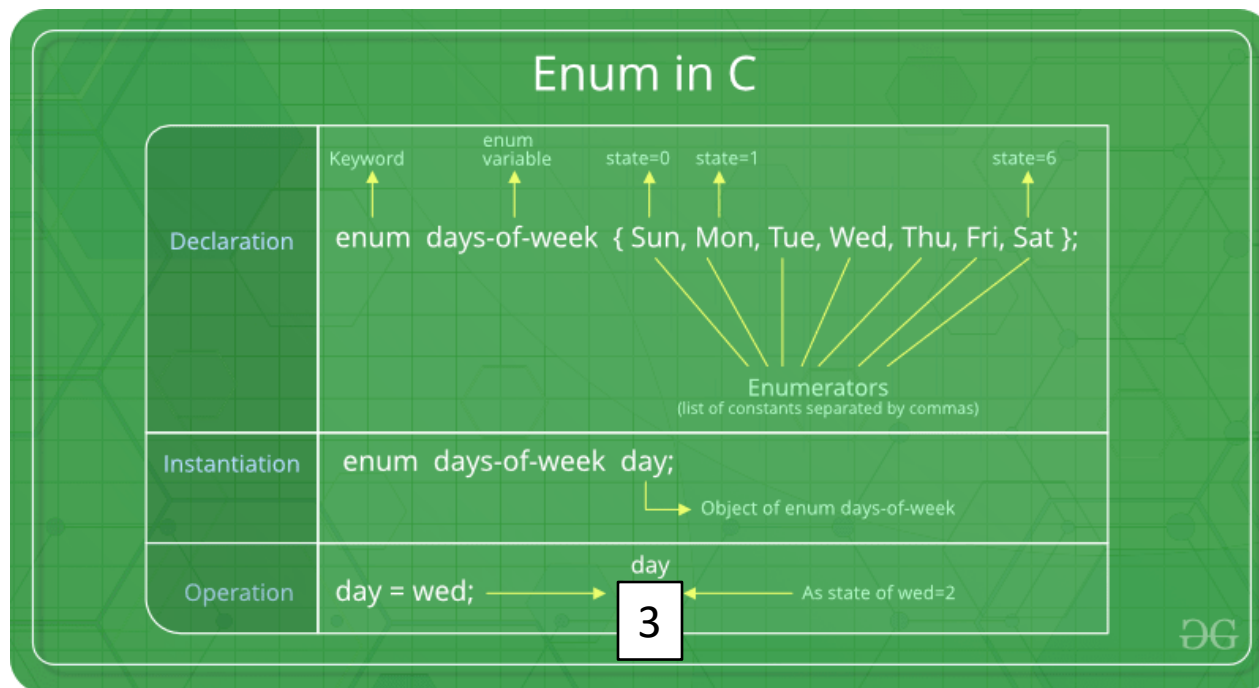 Enum in C
Keyword
enum
variable
state=0
state=1
state=6
Declaration
enum days-of-week { Sun, Mon, Tue, Wed, Thu, Fri, Sat };
Enumerators
(list of constants separated by commas)
Instantiation
enum days-of-week day;
Object of enum days-of-week
day
Operation
day = wed;
3
As state of wed=2
GG